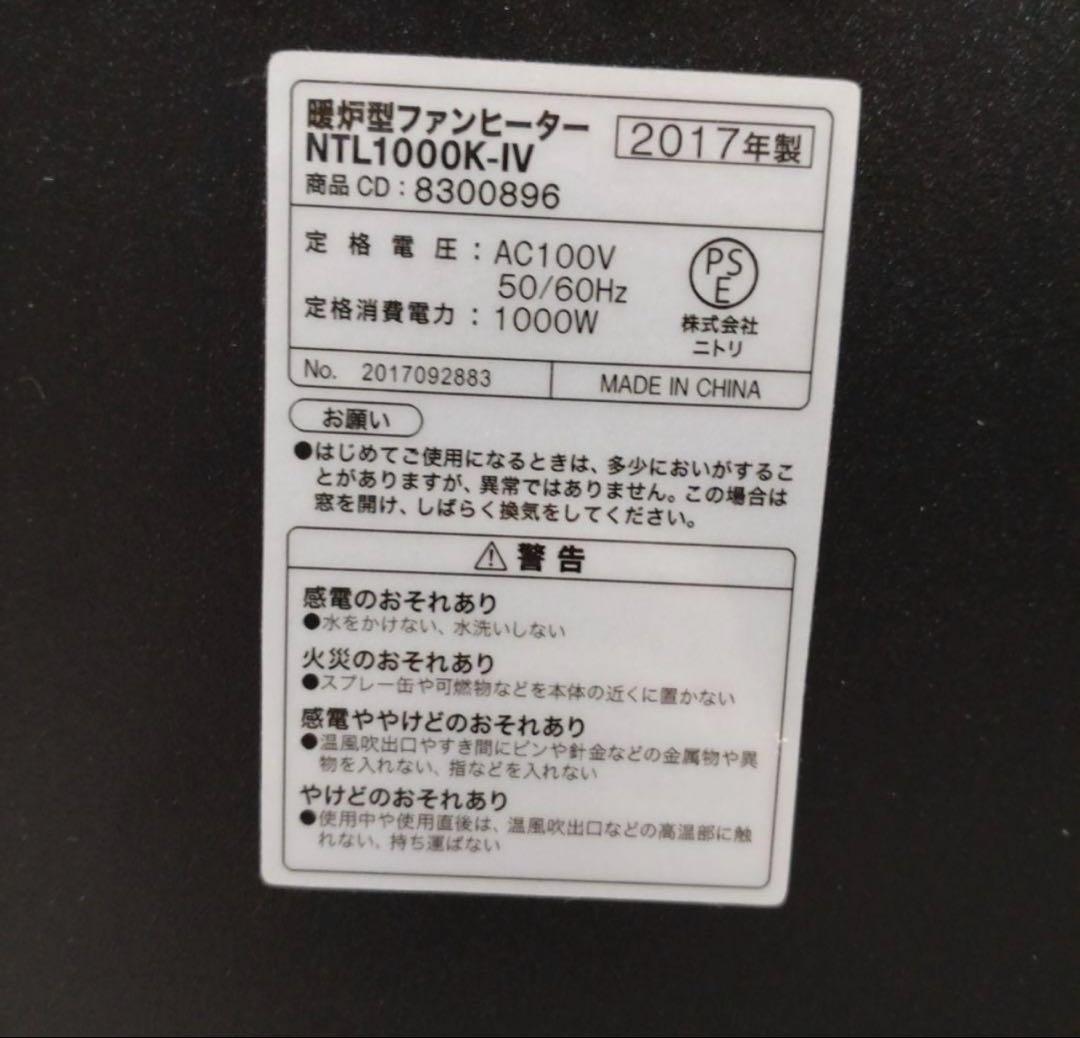 暖炉型ファンヒーター
NTL1000K-IV
2017年製
商品CD：8300896
定格電圧：AC100V
50/60Hz
定格消費電力：1000W
PSE
株式会社
ニトリ
No. 2017092883
MADE IN CHINA
お願い
●はじめてご使用になるときは、多少においがするこ
とがありますが、異常ではありません。この場合は
窓を開け、しばらく換気をしてください。
⚠警告
感電のおそれあり
●水をかけない、水洗いしない
火災のおそれあり
●スプレー缶や可燃物などを本体の近くに置かない
感電ややけどのおそれあり
●温風吹出口やすき間にピンや針金などの金属物や異
物を入れない、指などを入れない
やけどのおそれあり
●使用中や使用直後は、温風吹出口などの高温部に触
れない、持ち運ばない